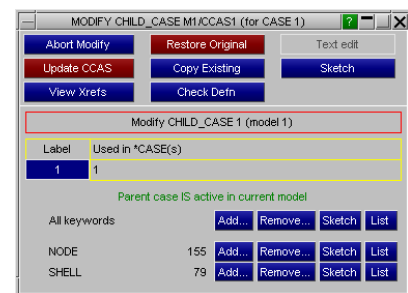 MODIFY CHILD_CASE M1/CCAS1 (for CASE 1) ?
Abort Modify Restore Original Text edit
Update CCAS Copy Existing Sketch
View Xrefs Check Defn
Modify CHILD_CASE 1 (model 1)
Label Used in *CASE(s)
1 1
Parent case IS active in current model
All keywords Add... Remove... Sketch List
NODE 155 Add... Remove... Sketch List
SHELL 79 Add... Remove... Sketch List